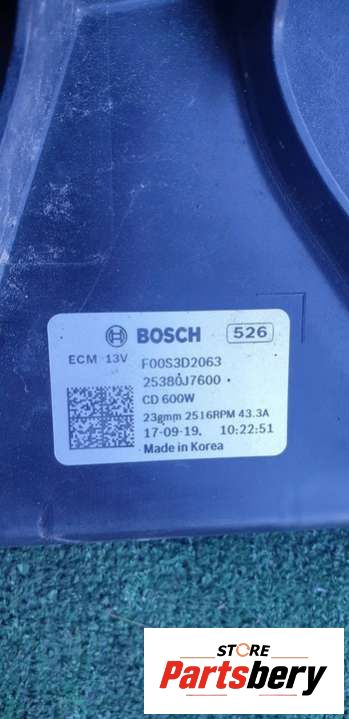 BOSCH 526
ECM 13V F00S3D2063
25380J7600
CD 600W
23gmm 2516RPM 43.3A
17-09-19. 10:22:51
Made in Korea
STORE
Partsbery